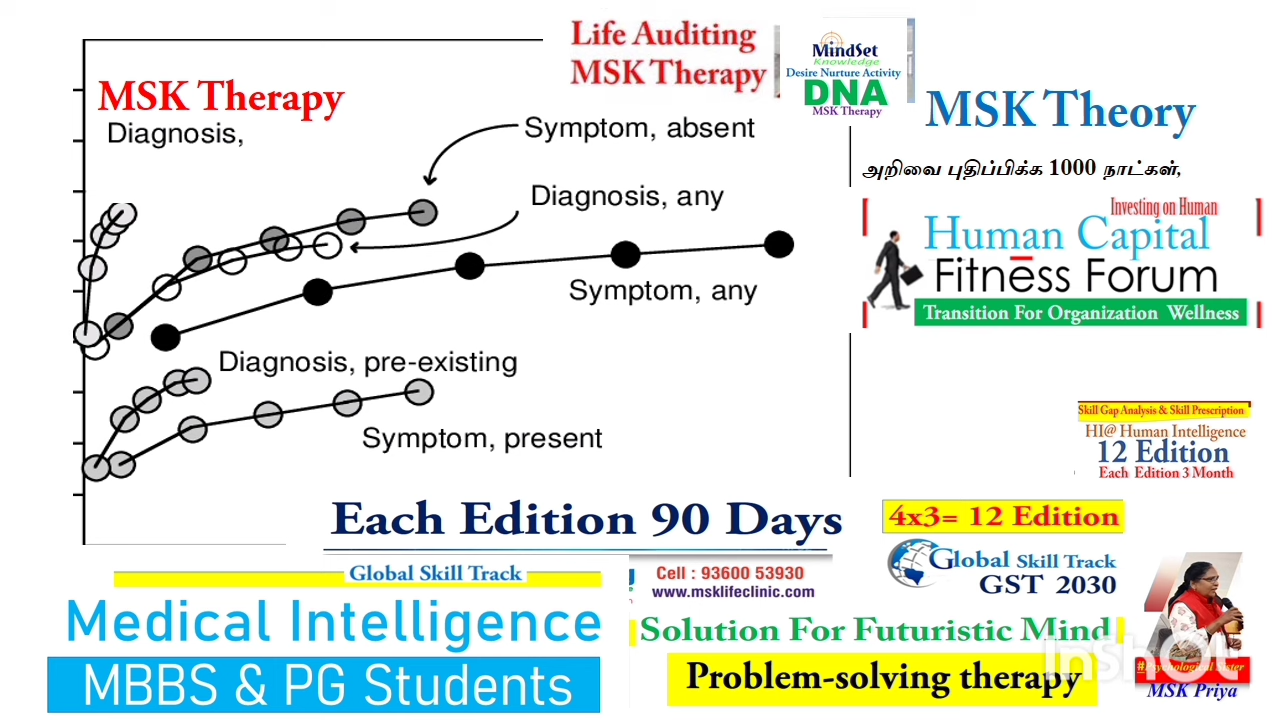 Life Auditing
MSK Therapy
MindSet
Knowledge
Desire Nurture Activity
DNA
MSK Therapy
MSK Therapy
Diagnosis,
Symptom, absent
Diagnosis, any
Symptom, any
Diagnosis, pre-existing
Symptom, present
MSK Theory
அறிவை புதிப்பிக்க 1000 நாட்கள்,
Investing on Human
Human Capital
Fitness Forum
Transition For Organization Wellness
Skill Gap Analysis & Skill Prescription
HI@ Human Intelligence
12 Edition
Each Edition 3 Month
Each Edition 90 Days
4x3= 12 Edition
Global Skill Track
GST 2030
Global Skill Track
Medical Intelligence
MBBS & PG Students
Cell : 93600 53930
www.msklifeclinic.com
Solution For Futuristic Mind
Problem-solving therapy
inshot
#Psychological Sister
MSK Priya